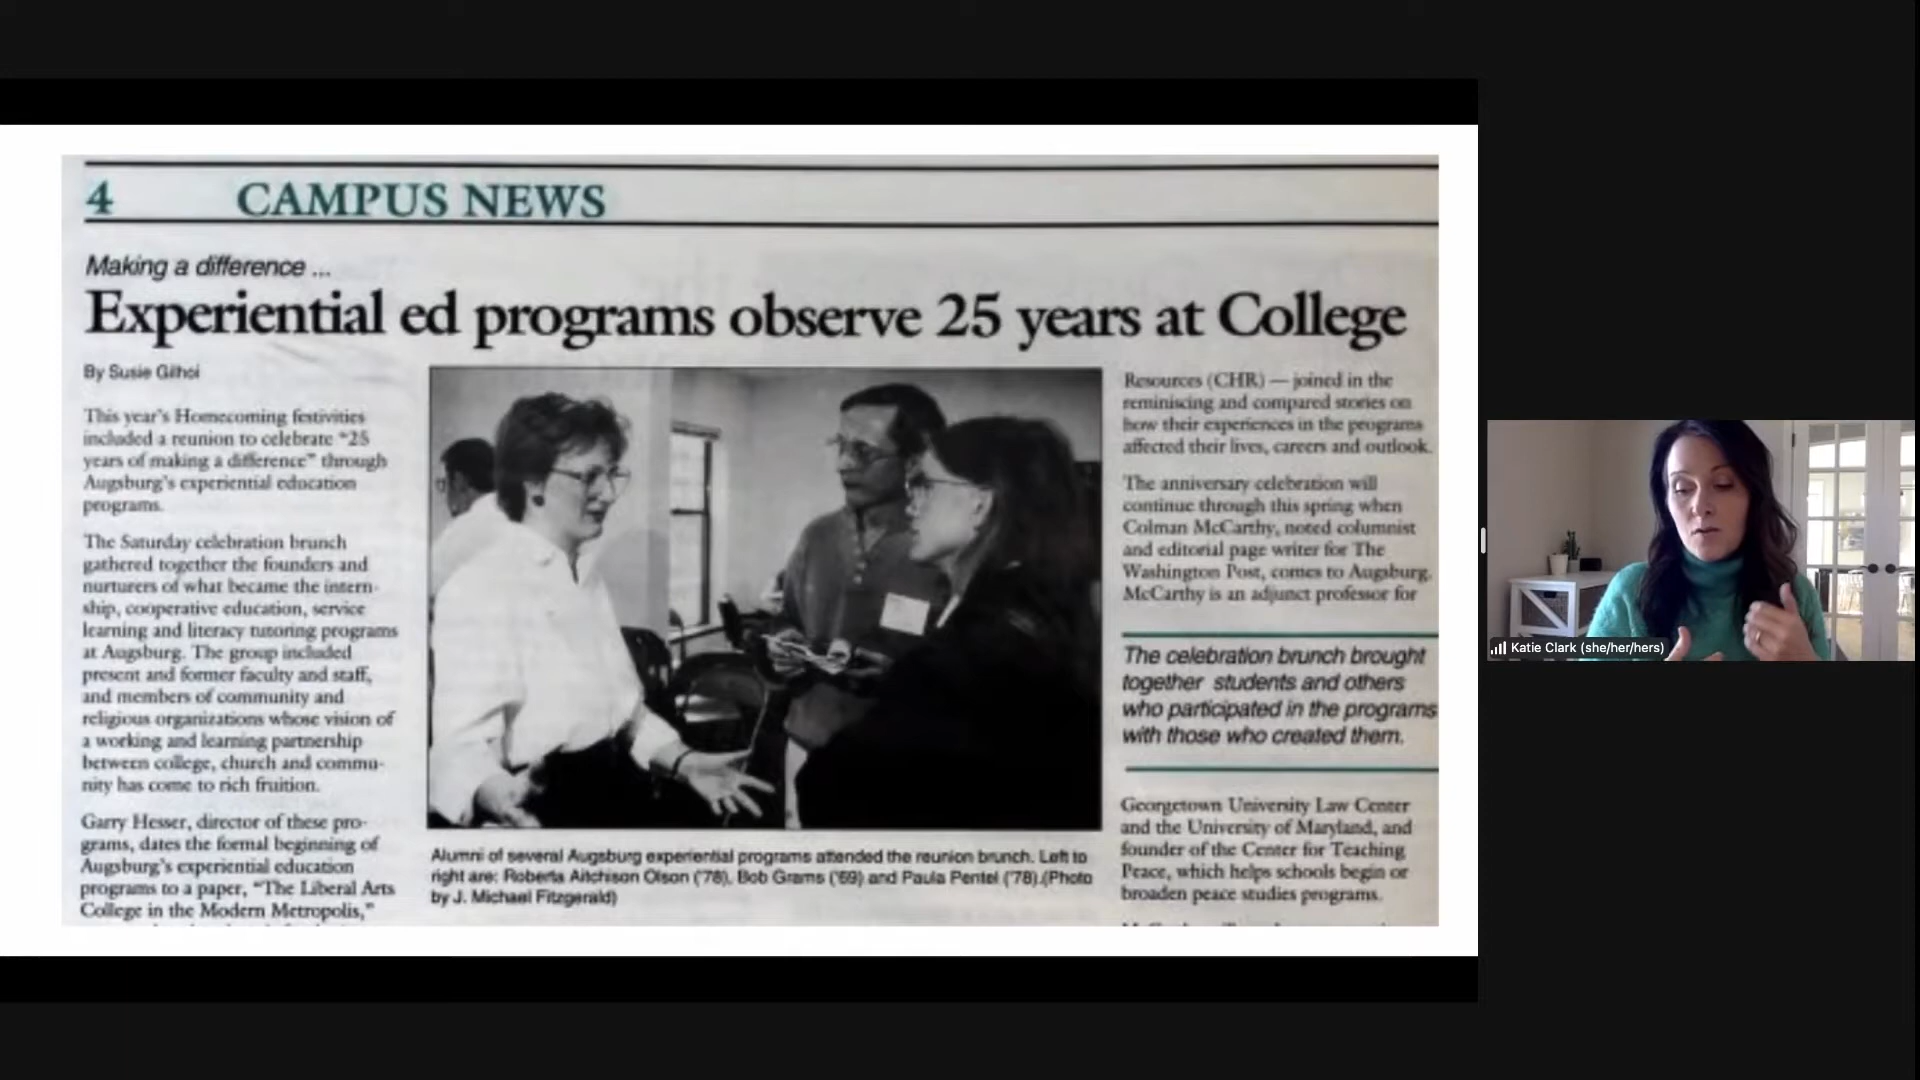 4 CAMPUS NEWS
Making a difference ...
Experiential ed programs observe 25 years at College
By Susie Gilhoi
This year's Homecoming festivities
included a reunion to celebrate "25
years of making a difference" through
Augsburg's experiential education
programs.
The Saturday celebration brunch
gathered together the founders and
nurturers of what became the intern-
ship, cooperative education, service
learning and literacy tutoring programs
at Augsburg. The group included
present and former faculty and staff,
and members of community and
religious organizations whose vision of
a working and learning partnership
between college, church and commu-
nity has come to rich fruition.
Garry Hesser, director of these pro-
grams, dates the formal beginning of
Augsburg's experiential education
programs to a paper, "The Liberal Arts
College in the Modern Metropolis,"
Alumni of several Augsburg experiential programs attended the reunion brunch. Left to
right are: Roberta Aitchison Olson ('78), Bob Grams ('69) and Paula Pentel ('78).(Photo
by J. Michael Fitzgerald)
Resources (CHR) — joined in the
reminiscing and compared stories on
how their experiences in the programs
affected their lives, careers and outlook.
The anniversary celebration will
continue through this spring when
Colman McCarthy, noted columnist
and editorial page writer for The
Washington Post, comes to Augsburg.
McCarthy is an adjunct professor for
The celebration brunch brought
together students and others
who participated in the programs
with those who created them.
Georgetown University Law Center
and the University of Maryland, and
founder of the Center for Teaching
Peace, which helps schools begin or
broaden peace studies programs.
Katie Clark (she/her/hers)